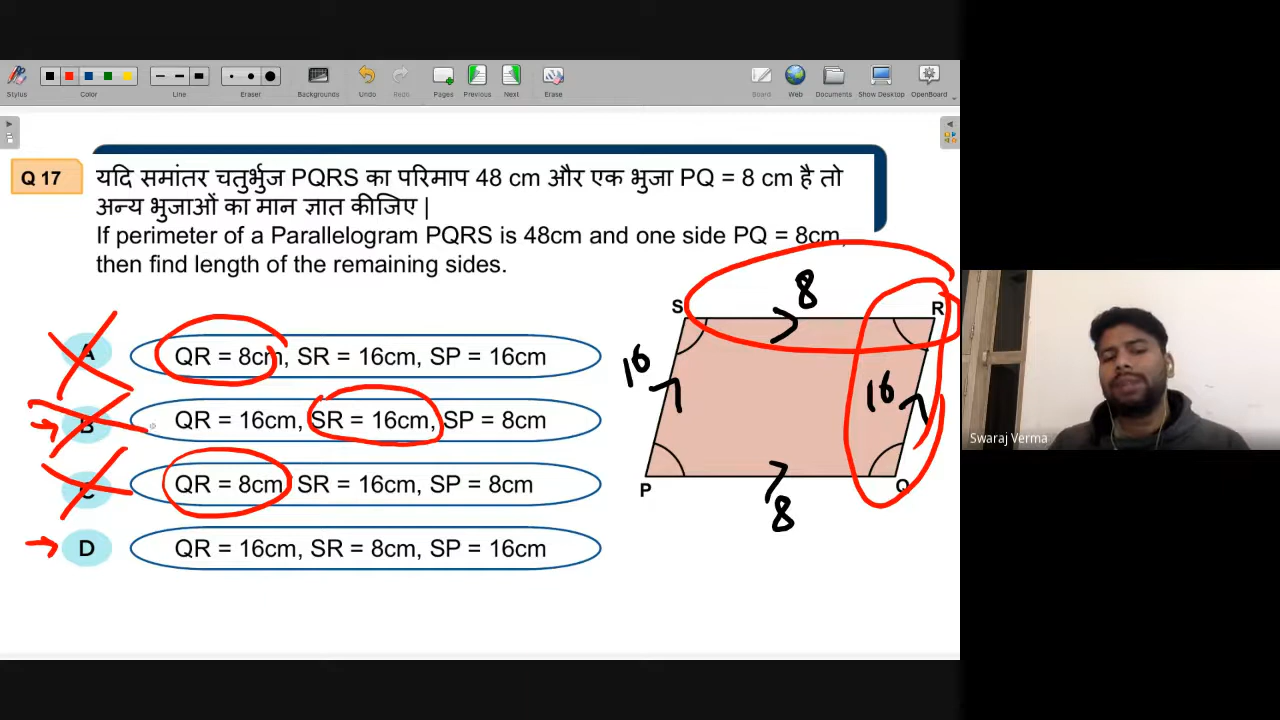 Stylus
Color
Line
Eraser
Backgrounds
Undo
Redo
Pages
Previous
Next
Erase
Board
Web
Documents
Show Desktop
OpenBoard
Q 17
यदि समांतर चतुर्भुज PQRS का परिमाप 48 cm और एक भुजा PQ = 8 cm है तो
अन्य भुजाओं का मान ज्ञात कीजिए |
If perimeter of a Parallelogram PQRS is 48cm and one side PQ = 8cm,
then find length of the remaining sides.
A QR = 8cm, SR = 16cm, SP = 16cm
B QR = 16cm, SR = 16cm, SP = 8cm
C QR = 8cm, SR = 16cm, SP = 8cm
D QR = 16cm, SR = 8cm, SP = 16cm
S
8
R
16
16
P
8
Q
Swaraj Verma